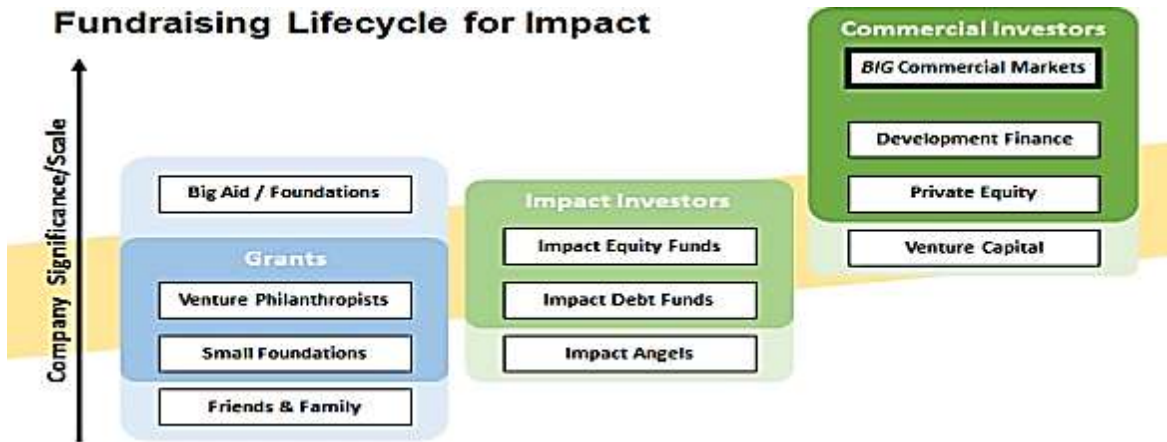 Fundraising Lifecycle for Impact
Company Significance/Scale
Big Aid / Foundations
Grants
Venture Philanthropists
Small Foundations
Friends & Family
Impact Investors
Impact Equity Funds
Impact Debt Funds
Impact Angels
Commercial Investors
BIG Commercial Markets
Development Finance
Private Equity
Venture Capital